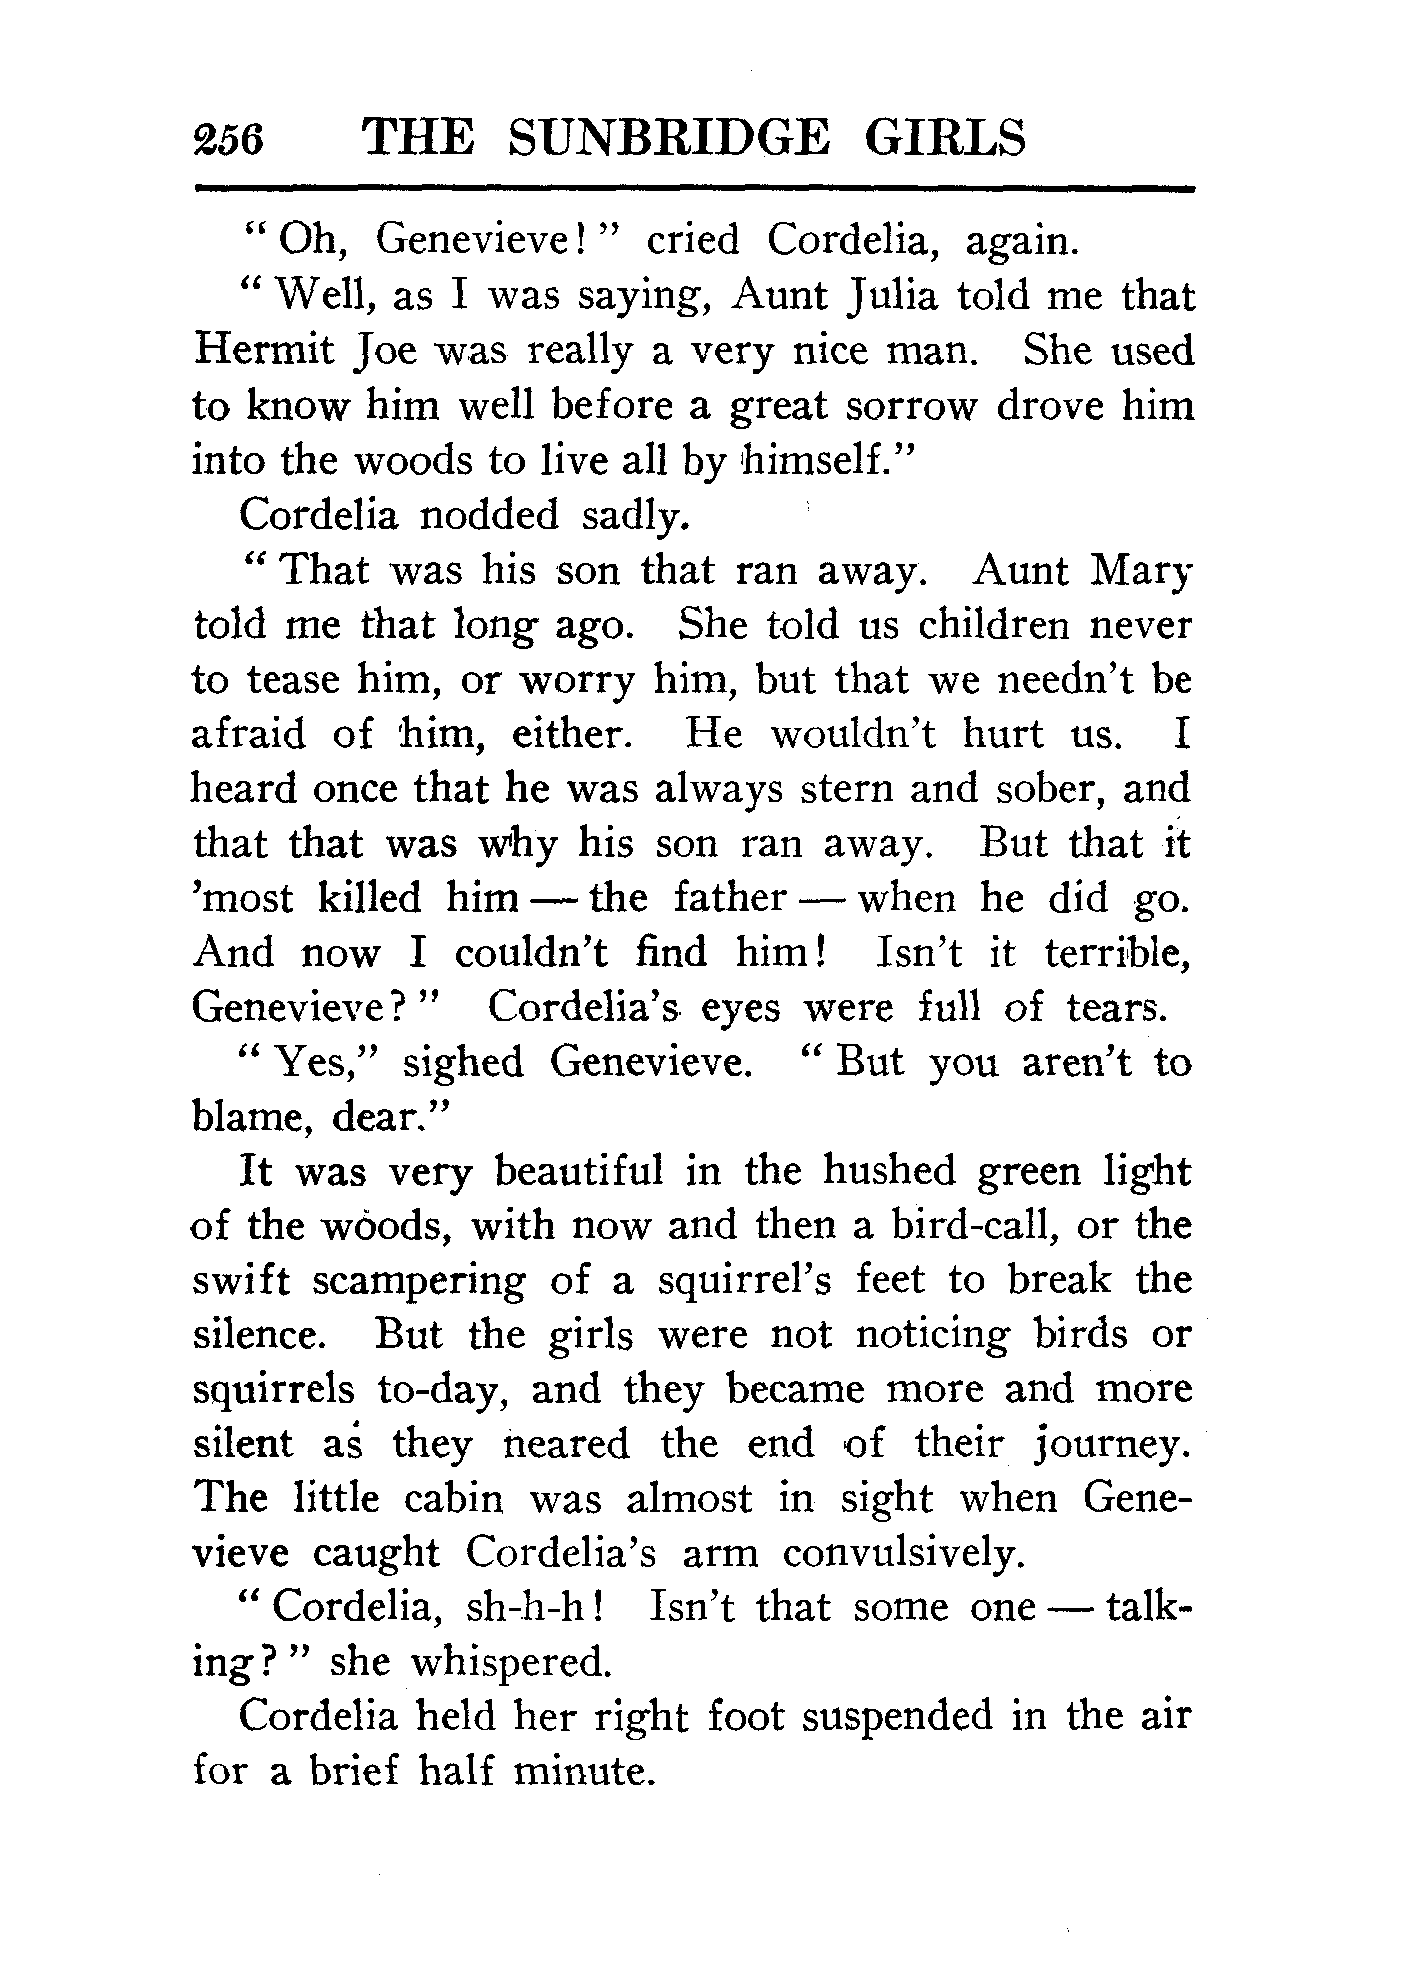 256 THE SUNBRIDGE GIRLS
" Oh, Genevieve! " cried Cordelia, again.
" Well, as I was saying, Aunt Julia told me that
Hermit Joe was really a very nice man. She used
to know him well before a great sorrow drove him
into the woods to live all by himself."
Cordelia nodded sadly.
" That was his son that ran away. Aunt Mary
told me that long ago. She told us children never
to tease him, or worry him, but that we needn't be
afraid of him, either. He wouldn't hurt us. I
heard once that he was always stern and sober, and
that that was why his son ran away. But that it
'most killed him — the father — when he did go.
And now I couldn't find him! Isn't it terrible,
Genevieve? " Cordelia's eyes were full of tears.
" Yes," sighed Genevieve. " But you aren't to
blame, dear."
It was very beautiful in the hushed green light
of the woods, with now and then a bird-call, or the
swift scampering of a squirrel's feet to break the
silence. But the girls were not noticing birds or
squirrels to-day, and they became more and more
silent as they neared the end of their journey.
The little cabin was almost in sight when Gene-
vieve caught Cordelia's arm convulsively.
" Cordelia, sh-h-h! Isn't that some one — talk-
ing? " she whispered.
Cordelia held her right foot suspended in the air
for a brief half minute.